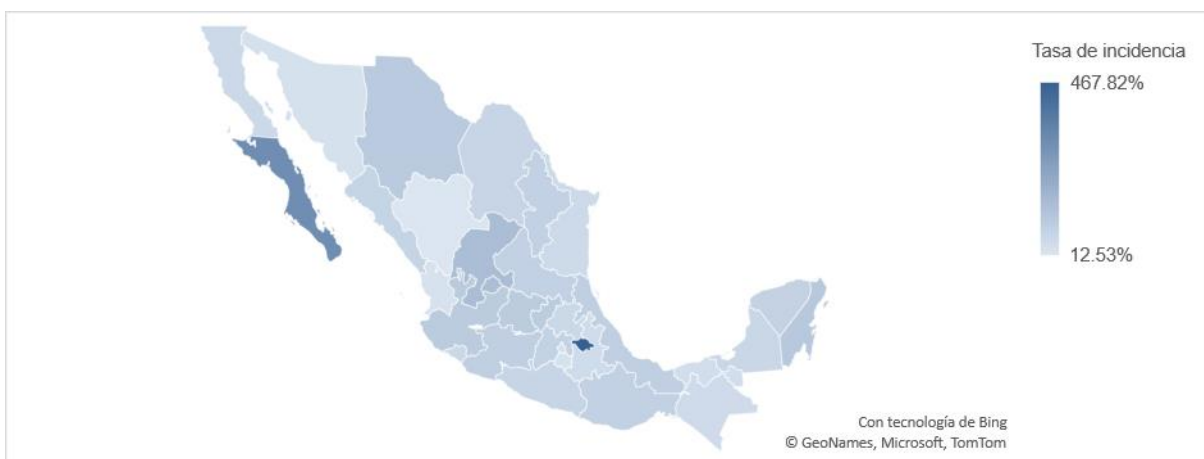 Tasa de incidencia
467.82%
12.53%
Con tecnología de Bing
© GeoNames, Microsoft, TomTom